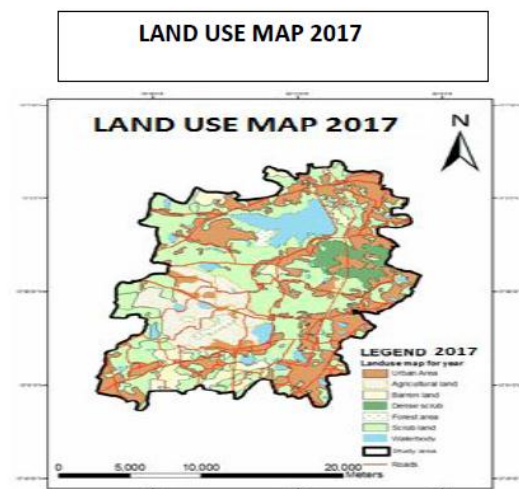 LAND USE MAP 2017
LAND USE MAP 2017
N
LEGEND 2017
Landuse map for year
Urban Area
Agricultural land
Barren land
Dense scrub
Forest area
Scrub land
Waterbody
Study area
Roads
0 5,000 10,000 20,000
Meters